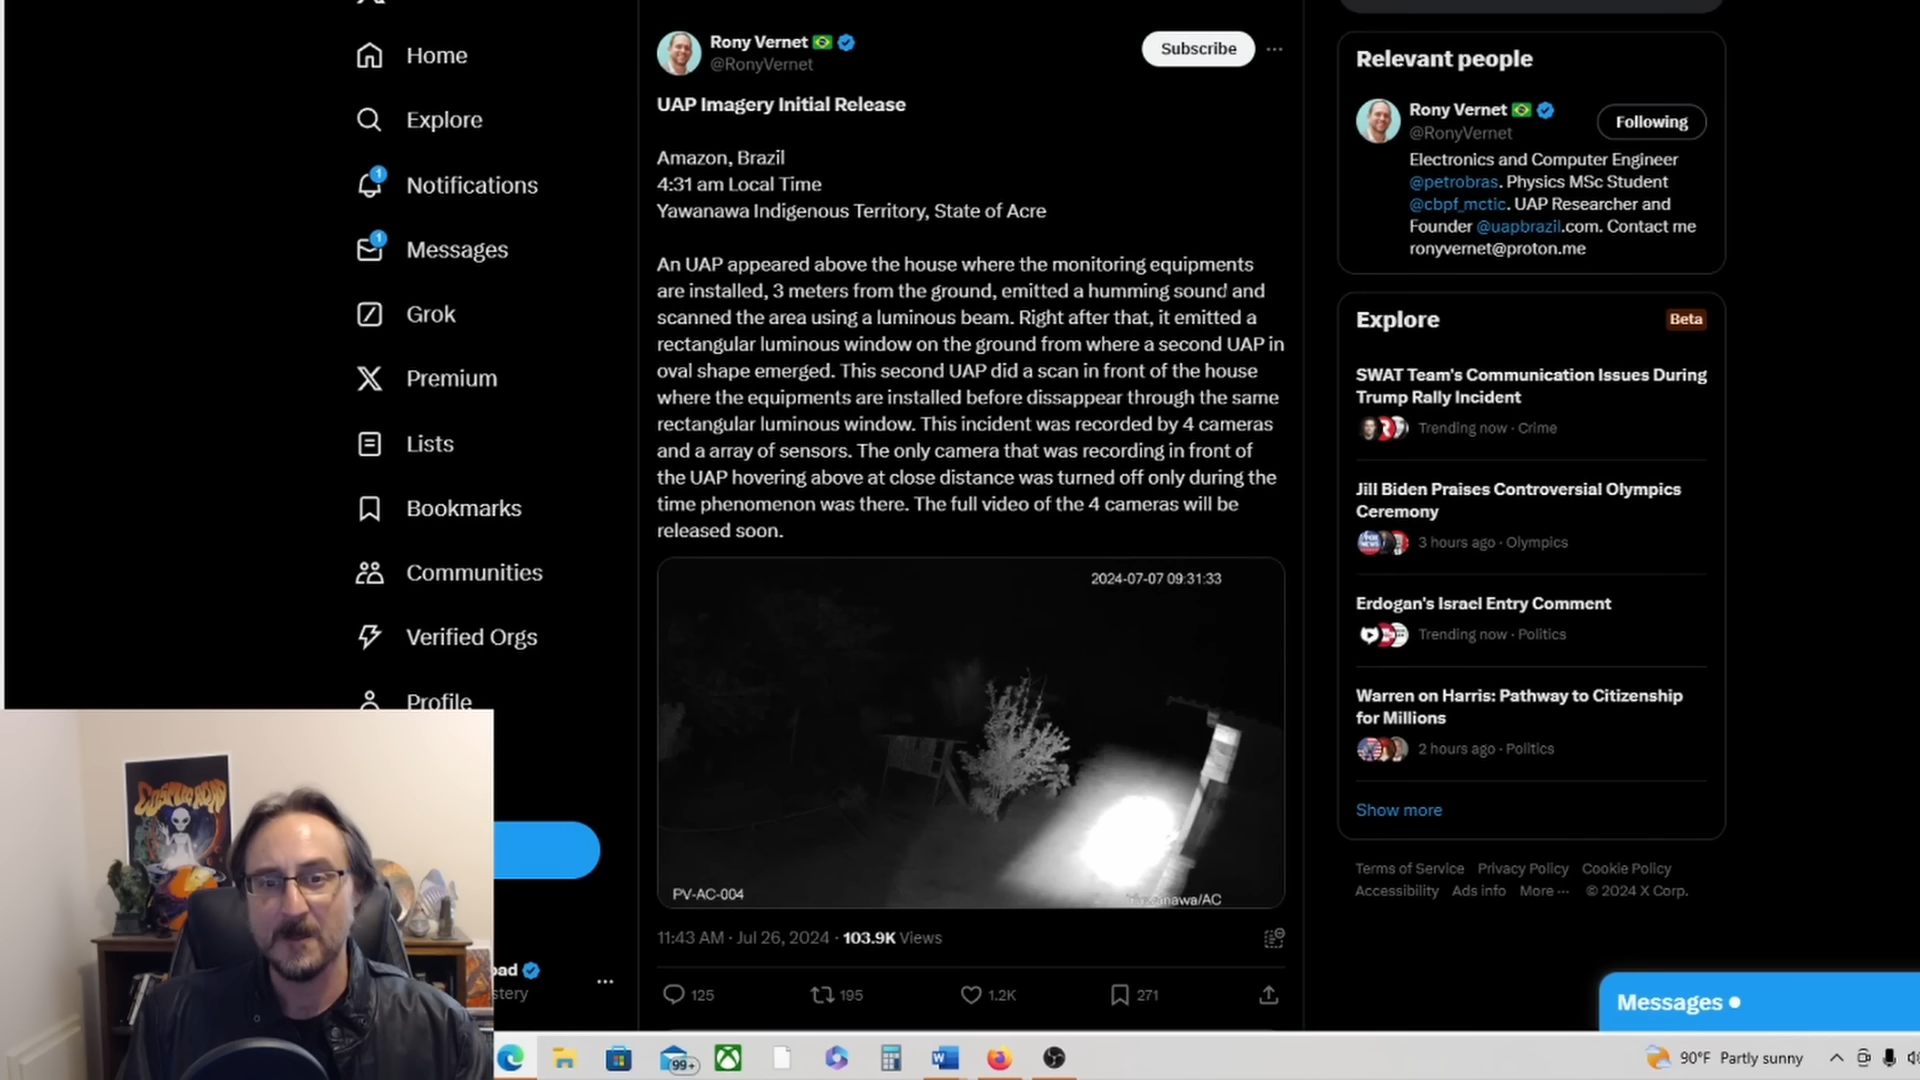 Home
Explore
1
Notifications
1
Messages
Grok
Premium
Lists
Bookmarks
Communities
Verified Orgs
Profile
Rony Vernet
@RonyVernet
Subscribe
UAP Imagery Initial Release
Amazon, Brazil
4:31 am Local Time
Yawanawa Indigenous Territory, State of Acre
An UAP appeared above the house where the monitoring equipments
are installed, 3 meters from the ground, emitted a humming sound and
scanned the area using a luminous beam. Right after that, it emitted a
rectangular luminous window on the ground from where a second UAP in
oval shape emerged. This second UAP did a scan in front of the house
where the equipments are installed before dissappear through the same
rectangular luminous window. This incident was recorded by 4 cameras
and a array of sensors. The only camera that was recording in front of
the UAP hovering above at close distance was turned off only during the
time phenomenon was there. The full video of the 4 cameras will be
released soon.
2024-07-07 09:31:33
PV-AC-004
anawa/AC
11:43 AM · Jul 26, 2024 · 103.9K Views
125
195
1.2K
271
Relevant people
Rony Vernet
@RonyVernet
Following
Electronics and Computer Engineer
@petrobras. Physics MSc Student
@cbpf_mctic. UAP Researcher and
Founder @uapbrazil.com. Contact me
ronyvernet@proton.me
Explore
Beta
SWAT Team's Communication Issues During
Trump Rally Incident
Trending now · Crime
Jill Biden Praises Controversial Olympics
Ceremony
3 hours ago · Olympics
Erdogan's Israel Entry Comment
Trending now · Politics
Warren on Harris: Pathway to Citizenship
for Millions
2 hours ago · Politics
Show more
Terms of Service Privacy Policy Cookie Policy
Accessibility Ads info More ··· © 2024 X Corp.
Messages
COSMIC ROAD
oad
stery
99+
90°F Partly sunny